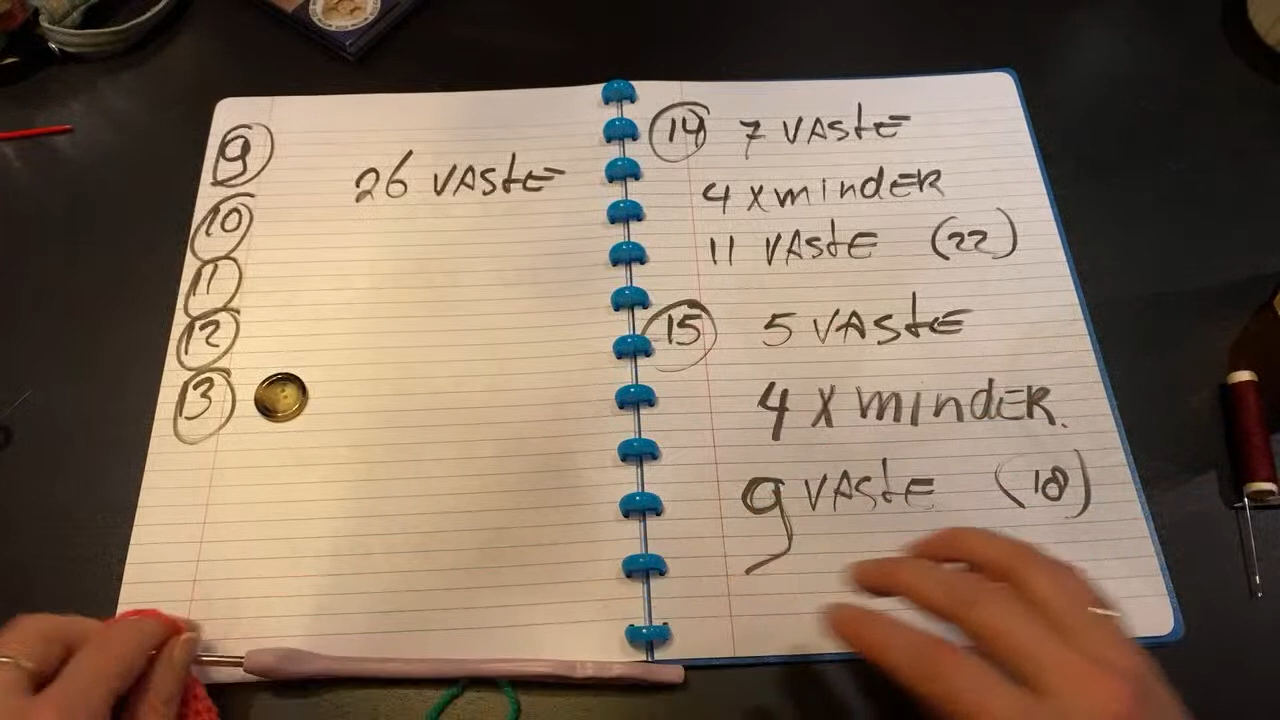 9
26 VASTE
10
11
12
13
14 7 VASTE
4 x minder
11 VASTE (22)
15 5 VASTE
4 x minder.
9 VASTE (18)